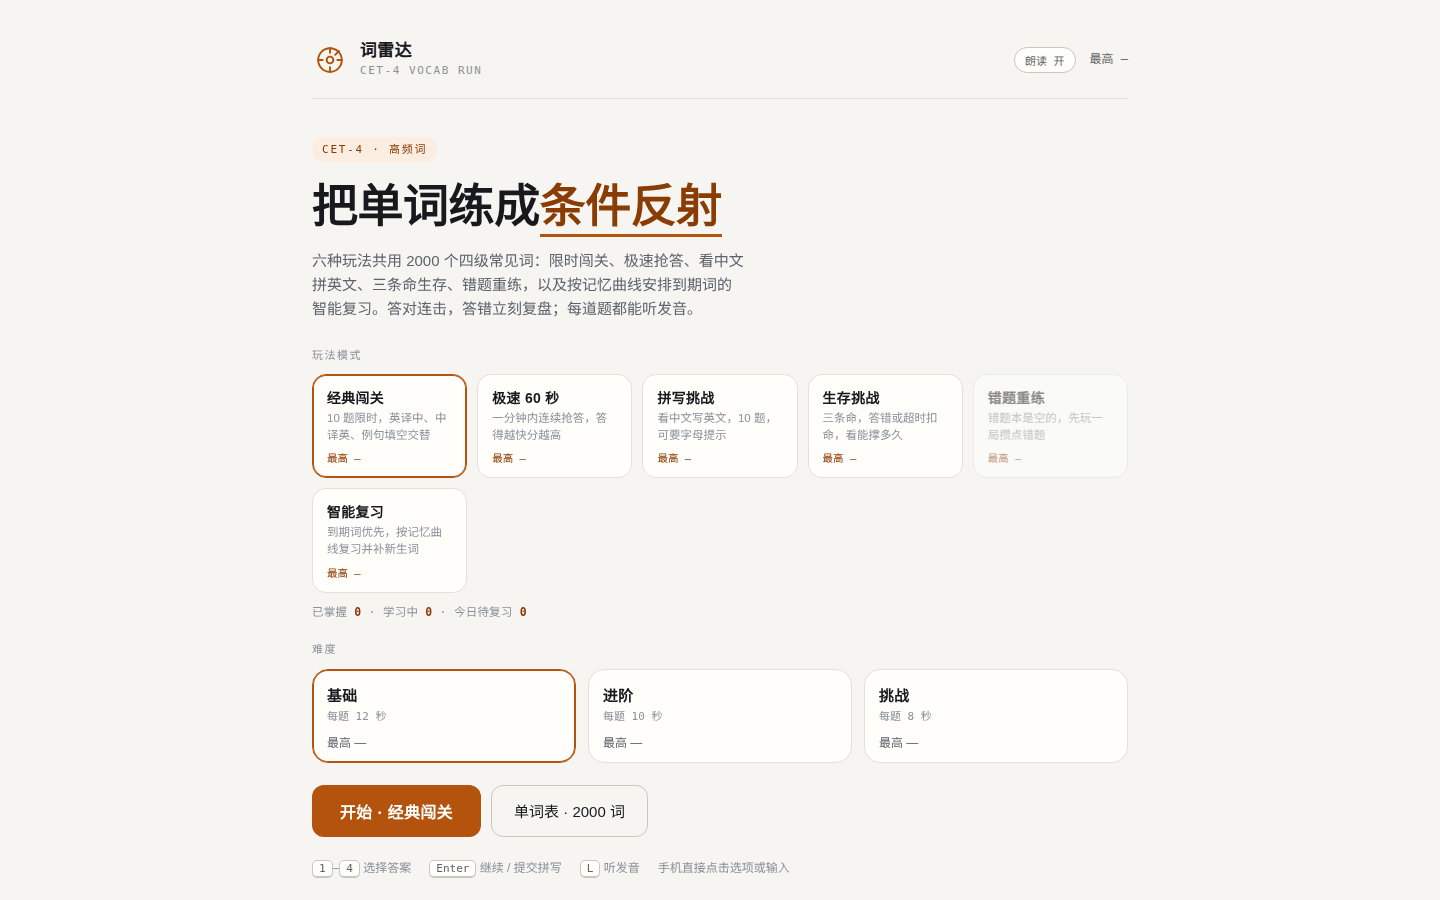 词雷达
CET-4 VOCAB RUN
朗读 开
最高 —
CET-4 · 高频词
把单词练成条件反射
六种玩法共用 2000 个四级常见词：限时闯关、极速抢答、看中文
拼英文、三条命生存、错题重练，以及按记忆曲线安排到期词的
智能复习。答对连击，答错立刻复盘；每道题都能听发音。
玩法模式
经典闯关
10 题限时，英译中、中
译英、例句填空交替
最高 —
极速 60 秒
一分钟内连续抢答，答
得越快分越高
最高 —
拼写挑战
看中文写英文，10 题，
可要字母提示
最高 —
生存挑战
三条命，答错或超时扣
命，看能撑多久
最高 —
错题重练
错题本是空的，先玩一
局攒点错题
最高 —
智能复习
到期词优先，按记忆曲
线复习并补新生词
最高 —
已掌握 0 · 学习中 0 · 今日待复习 0
难度
基础
每题 12 秒
最高 —
进阶
每题 10 秒
最高 —
挑战
每题 8 秒
最高 —
开始 · 经典闯关
单词表 · 2000 词
1–4 选择答案 Enter 继续 / 提交拼写 L 听发音 手机直接点击选项或输入